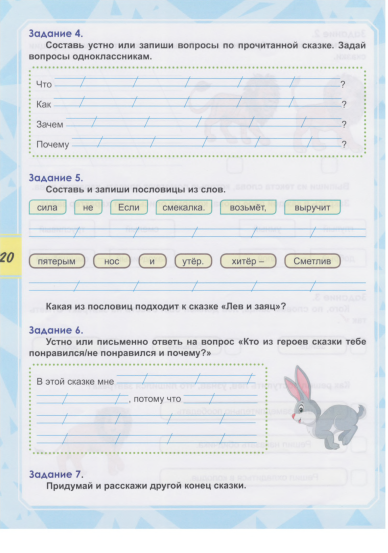 Задание 4.
Составь устно или запиши вопросы по прочитанной сказке. Задай
вопросы одноклассникам.
Что ?
Как ?
Зачем ?
Почему ?
Задание 5.
Составь и запиши пословицы из слов.
сила не Если смекалка. возьмёт, выручит
20
пятерым нос и утёр. хитёр – Сметлив
Какая из пословиц подходит к сказке «Лев и заяц»?
Задание 6.
Устно или письменно ответь на вопрос «Кто из героев сказки тебе
понравился/не понравился и почему?»
В этой сказке мне
, потому что
Задание 7.
Придумай и расскажи другой конец сказки.